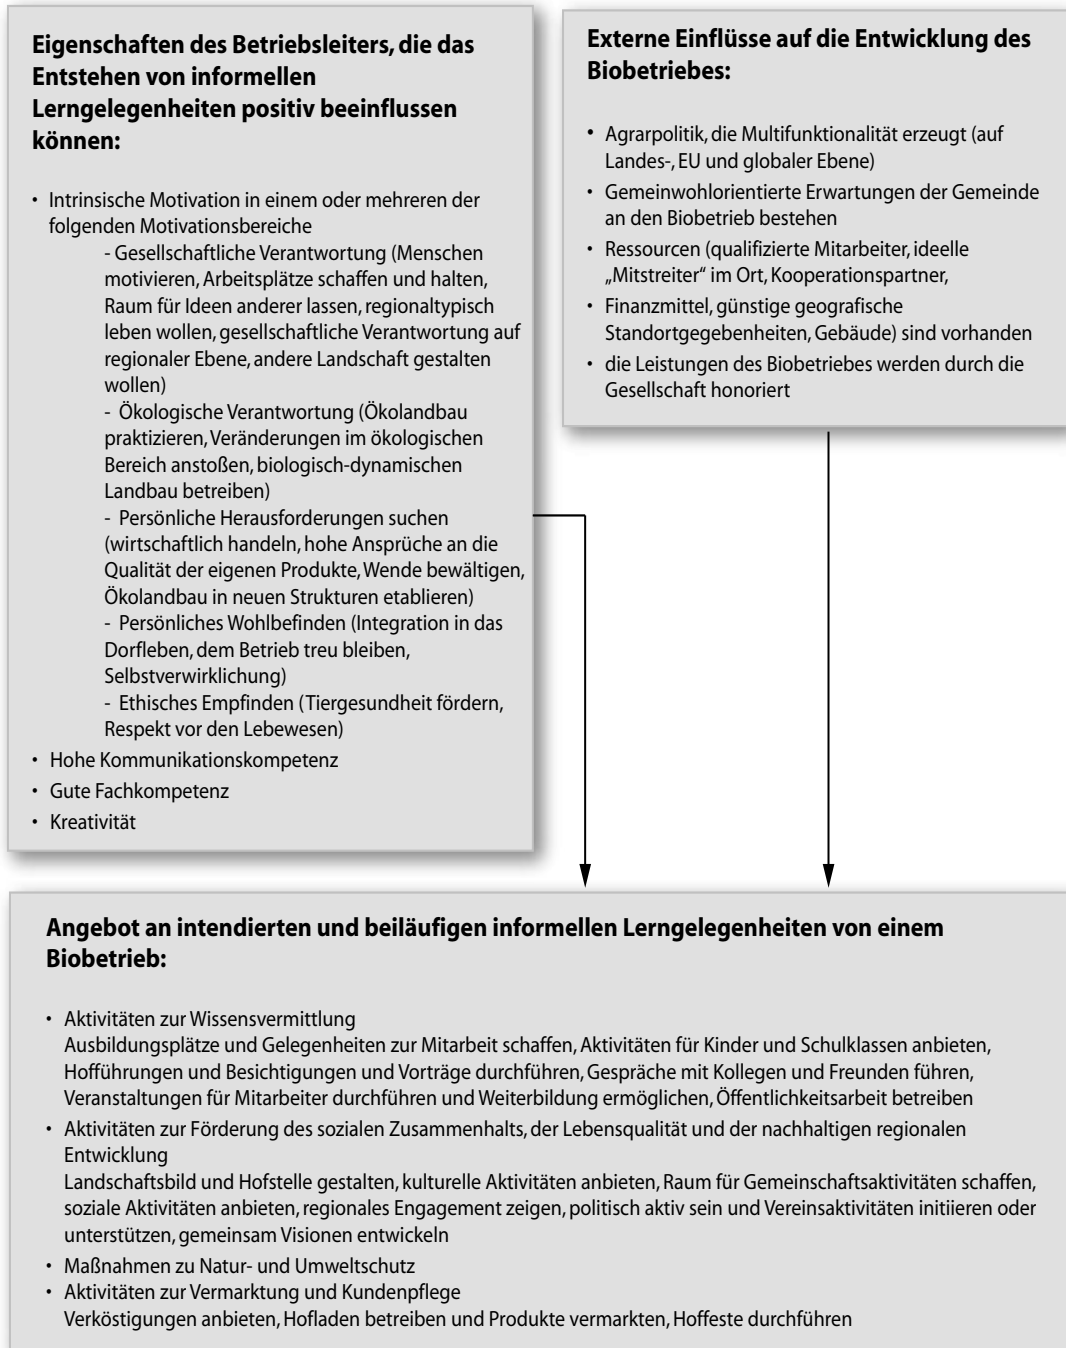 Eigenschaften des Betriebsleiters, die das
Entstehen von informellen
Lerngelegenheiten positiv beeinflussen
können:
• Intrinsische Motivation in einem oder mehreren der
folgenden Motivationsbereiche
- Gesellschaftliche Verantwortung (Menschen
motivieren, Arbeitsplätze schaffen und halten,
Raum für Ideen anderer lassen, regionaltypisch
leben wollen, gesellschaftliche Verantwortung auf
regionaler Ebene, andere Landschaft gestalten
wollen)
- Ökologische Verantwortung (Ökolandbau
praktizieren, Veränderungen im ökologischen
Bereich anstoßen, biologisch-dynamischen
Landbau betreiben)
- Persönliche Herausforderungen suchen
(wirtschaftlich handeln, hohe Ansprüche an die
Qualität der eigenen Produkte, Wende bewältigen,
Ökolandbau in neuen Strukturen etablieren)
- Persönliches Wohlbefinden (Integration in das
Dorfleben, dem Betrieb treu bleiben,
Selbstverwirklichung)
- Ethisches Empfinden (Tiergesundheit fördern,
Respekt vor den Lebewesen)
• Hohe Kommunikationskompetenz
• Gute Fachkompetenz
• Kreativität
Externe Einflüsse auf die Entwicklung des
Biobetriebes:
• Agrarpolitik, die Multifunktionalität erzeugt (auf
Landes-, EU und globaler Ebene)
• Gemeinwohlorientierte Erwartungen der Gemeinde
an den Biobetrieb bestehen
• Ressourcen (qualifizierte Mitarbeiter, ideelle
„Mitstreiter“ im Ort, Kooperationspartner,
• Finanzmittel, günstige geografische
Standortgegebenheiten, Gebäude) sind vorhanden
• die Leistungen des Biobetriebes werden durch die
Gesellschaft honoriert
Angebot an intendierten und beiläufigen informellen Lerngelegenheiten von einem
Biobetrieb:
• Aktivitäten zur Wissensvermittlung
Ausbildungsplätze und Gelegenheiten zur Mitarbeit schaffen, Aktivitäten für Kinder und Schulklassen anbieten,
Hofführungen und Besichtigungen und Vorträge durchführen, Gespräche mit Kollegen und Freunden führen,
Veranstaltungen für Mitarbeiter durchführen und Weiterbildung ermöglichen, Öffentlichkeitsarbeit betreiben
• Aktivitäten zur Förderung des sozialen Zusammenhalts, der Lebensqualität und der nachhaltigen regionalen
Entwicklung
Landschaftsbild und Hofstelle gestalten, kulturelle Aktivitäten anbieten, Raum für Gemeinschaftsaktivitäten schaffen,
soziale Aktivitäten anbieten, regionales Engagement zeigen, politisch aktiv sein und Vereinsaktivitäten initiieren oder
unterstützen, gemeinsam Visionen entwickeln
• Maßnahmen zu Natur- und Umweltschutz
• Aktivitäten zur Vermarktung und Kundenpflege
Verköstigungen anbieten, Hofladen betreiben und Produkte vermarkten, Hoffeste durchführen